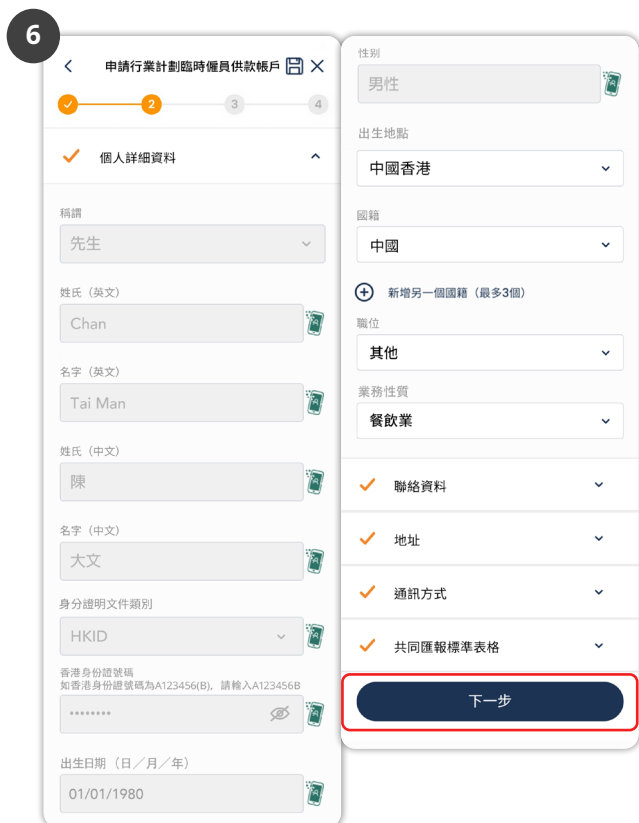 6
申請行業計劃臨時僱員供款帳戶
2
3
4
個人詳細資料
稱謂
先生
姓氏（英文）
Chan
名字（英文）
Tai Man
姓氏（中文）
陳
名字（中文）
大文
身分證明文件類別
HKID
香港身份證號碼
如香港身份證號碼為A123456(B)，請輸入A123456B
••••••••
出生日期（日／月／年）
01/01/1980
性别
男性
出生地點
中國香港
國籍
中國
新增另一個國籍（最多3個）
職位
其他
業務性質
餐飲業
聯絡資料
地址
通訊方式
共同匯報標準表格
下一步